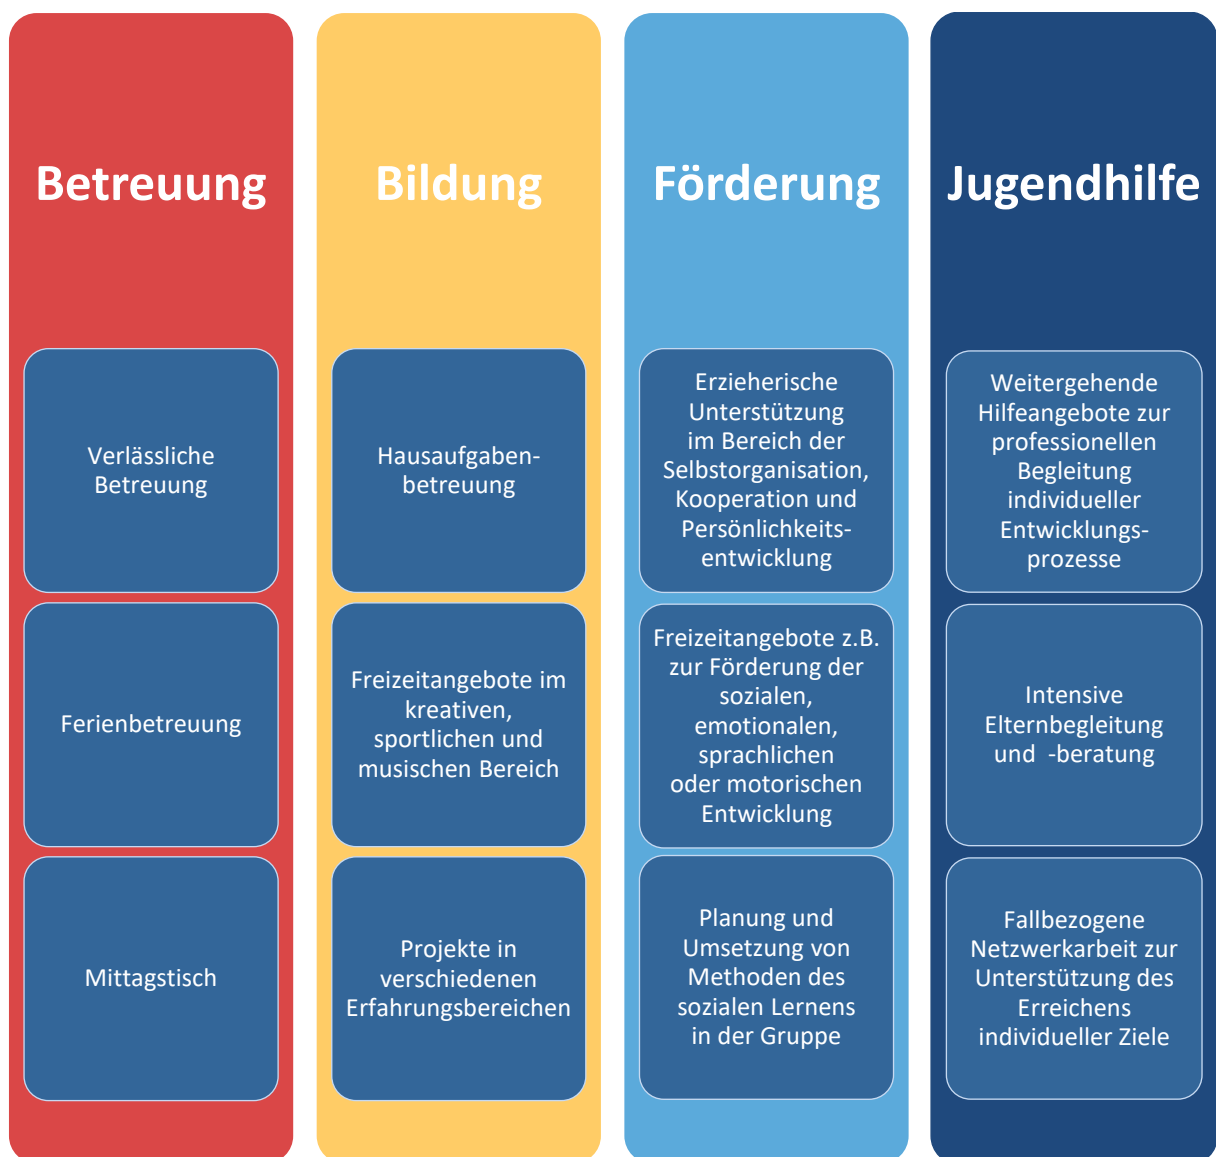 Betreuung
Verlässliche
Betreuung
Ferienbetreuung
Mittagstisch
Bildung
Hausaufgaben-
betreuung
Freizeitangebote im
kreativen,
sportlichen und
musischen Bereich
Projekte in
verschiedenen
Erfahrungsbereichen
Förderung
Erzieherische
Unterstützung
im Bereich der
Selbstorganisation,
Kooperation und
Persönlichkeits-
entwicklung
Freizeitangebote z.B.
zur Förderung der
sozialen,
emotionalen,
sprachlichen
oder motorischen
Entwicklung
Planung und
Umsetzung von
Methoden des
sozialen Lernens
in der Gruppe
Jugendhilfe
Weitergehende
Hilfeangebote zur
professionellen
Begleitung
individueller
Entwicklungs-
prozesse
Intensive
Elternbegleitung
und -beratung
Fallbezogene
Netzwerkarbeit zur
Unterstützung des
Erreichens
individueller Ziele